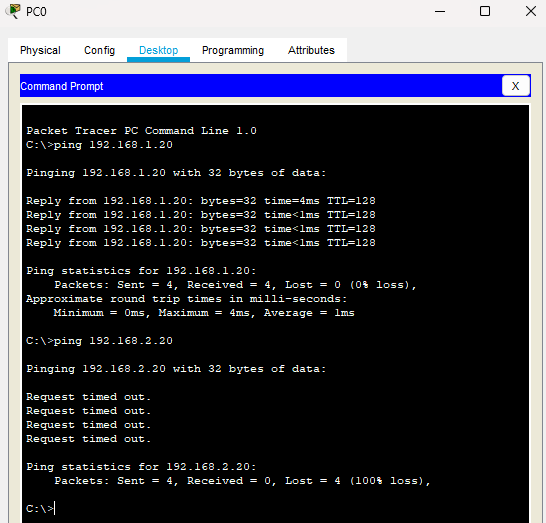 PC0
Physical Config Desktop Programming Attributes
Command Prompt
X
Packet Tracer PC Command Line 1.0
C:\>ping 192.168.1.20
Pinging 192.168.1.20 with 32 bytes of data:
Reply from 192.168.1.20: bytes=32 time=4ms TTL=128
Reply from 192.168.1.20: bytes=32 time<1ms TTL=128
Reply from 192.168.1.20: bytes=32 time<1ms TTL=128
Reply from 192.168.1.20: bytes=32 time<1ms TTL=128
Ping statistics for 192.168.1.20:
    Packets: Sent = 4, Received = 4, Lost = 0 (0% loss),
Approximate round trip times in milli-seconds:
    Minimum = 0ms, Maximum = 4ms, Average = 1ms
C:\>ping 192.168.2.20
Pinging 192.168.2.20 with 32 bytes of data:
Request timed out.
Request timed out.
Request timed out.
Request timed out.
Ping statistics for 192.168.2.20:
    Packets: Sent = 4, Received = 0, Lost = 4 (100% loss),
C:\>